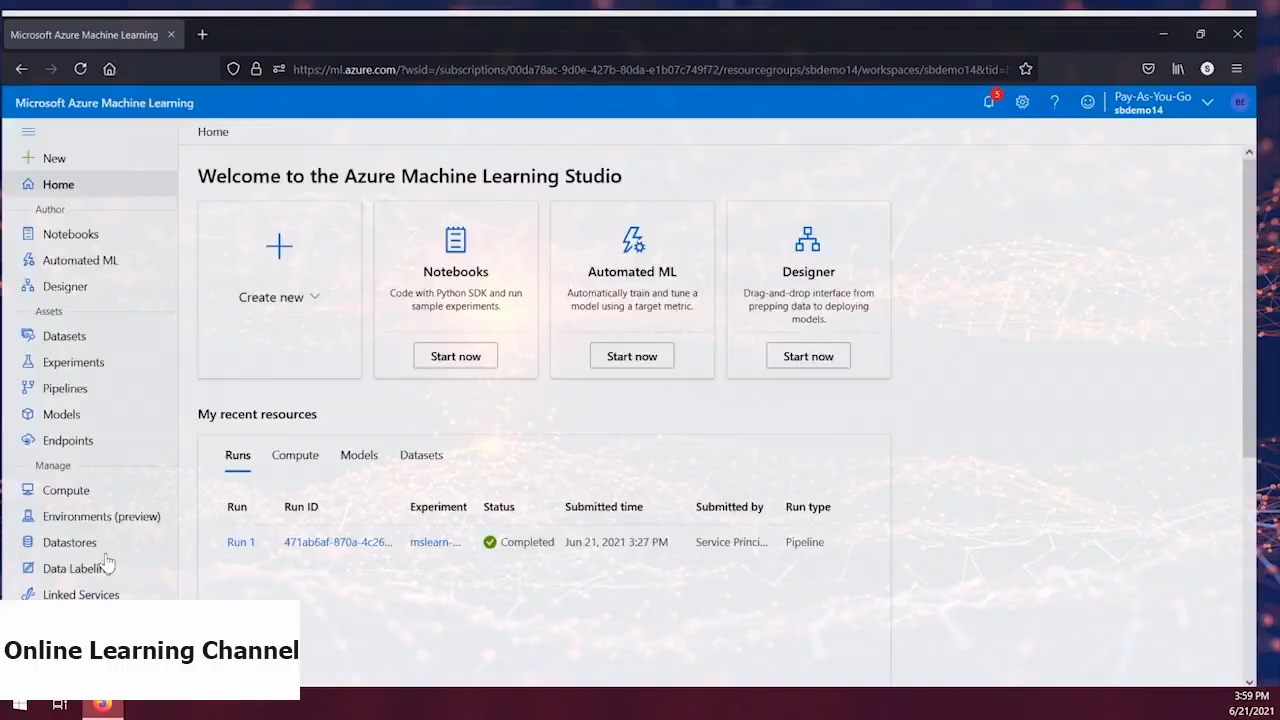 Microsoft Azure Machine Learning
https://ml.azure.com/?wsid=/subscriptions/00da78ac-9d0e-427b-80da-e1b07c749f72/resourcegroups/sbdemo14/workspaces/sbdemo14&tid=
S
Microsoft Azure Machine Learning
5
Pay-As-You-Go
sbdemo14
BE
New
Home
Author
Notebooks
Automated ML
Designer
Assets
Datasets
Experiments
Pipelines
Models
Endpoints
Manage
Compute
Environments (preview)
Datastores
Data Labelin
Linked Services
Home
Welcome to the Azure Machine Learning Studio
Create new
Notebooks
Code with Python SDK and run
sample experiments.
Start now
Automated ML
Automatically train and tune a
model using a target metric.
Start now
Designer
Drag-and-drop interface from
prepping data to deploying
models.
Start now
My recent resources
Runs Compute Models Datasets
Run Run ID Experiment Status Submitted time Submitted by Run type
Run 1 471ab6af-870a-4c26... mslearn-... Completed Jun 21, 2021 3:27 PM Service Princi... Pipeline
Online Learning Channel
3:59 PM
6/21/2021